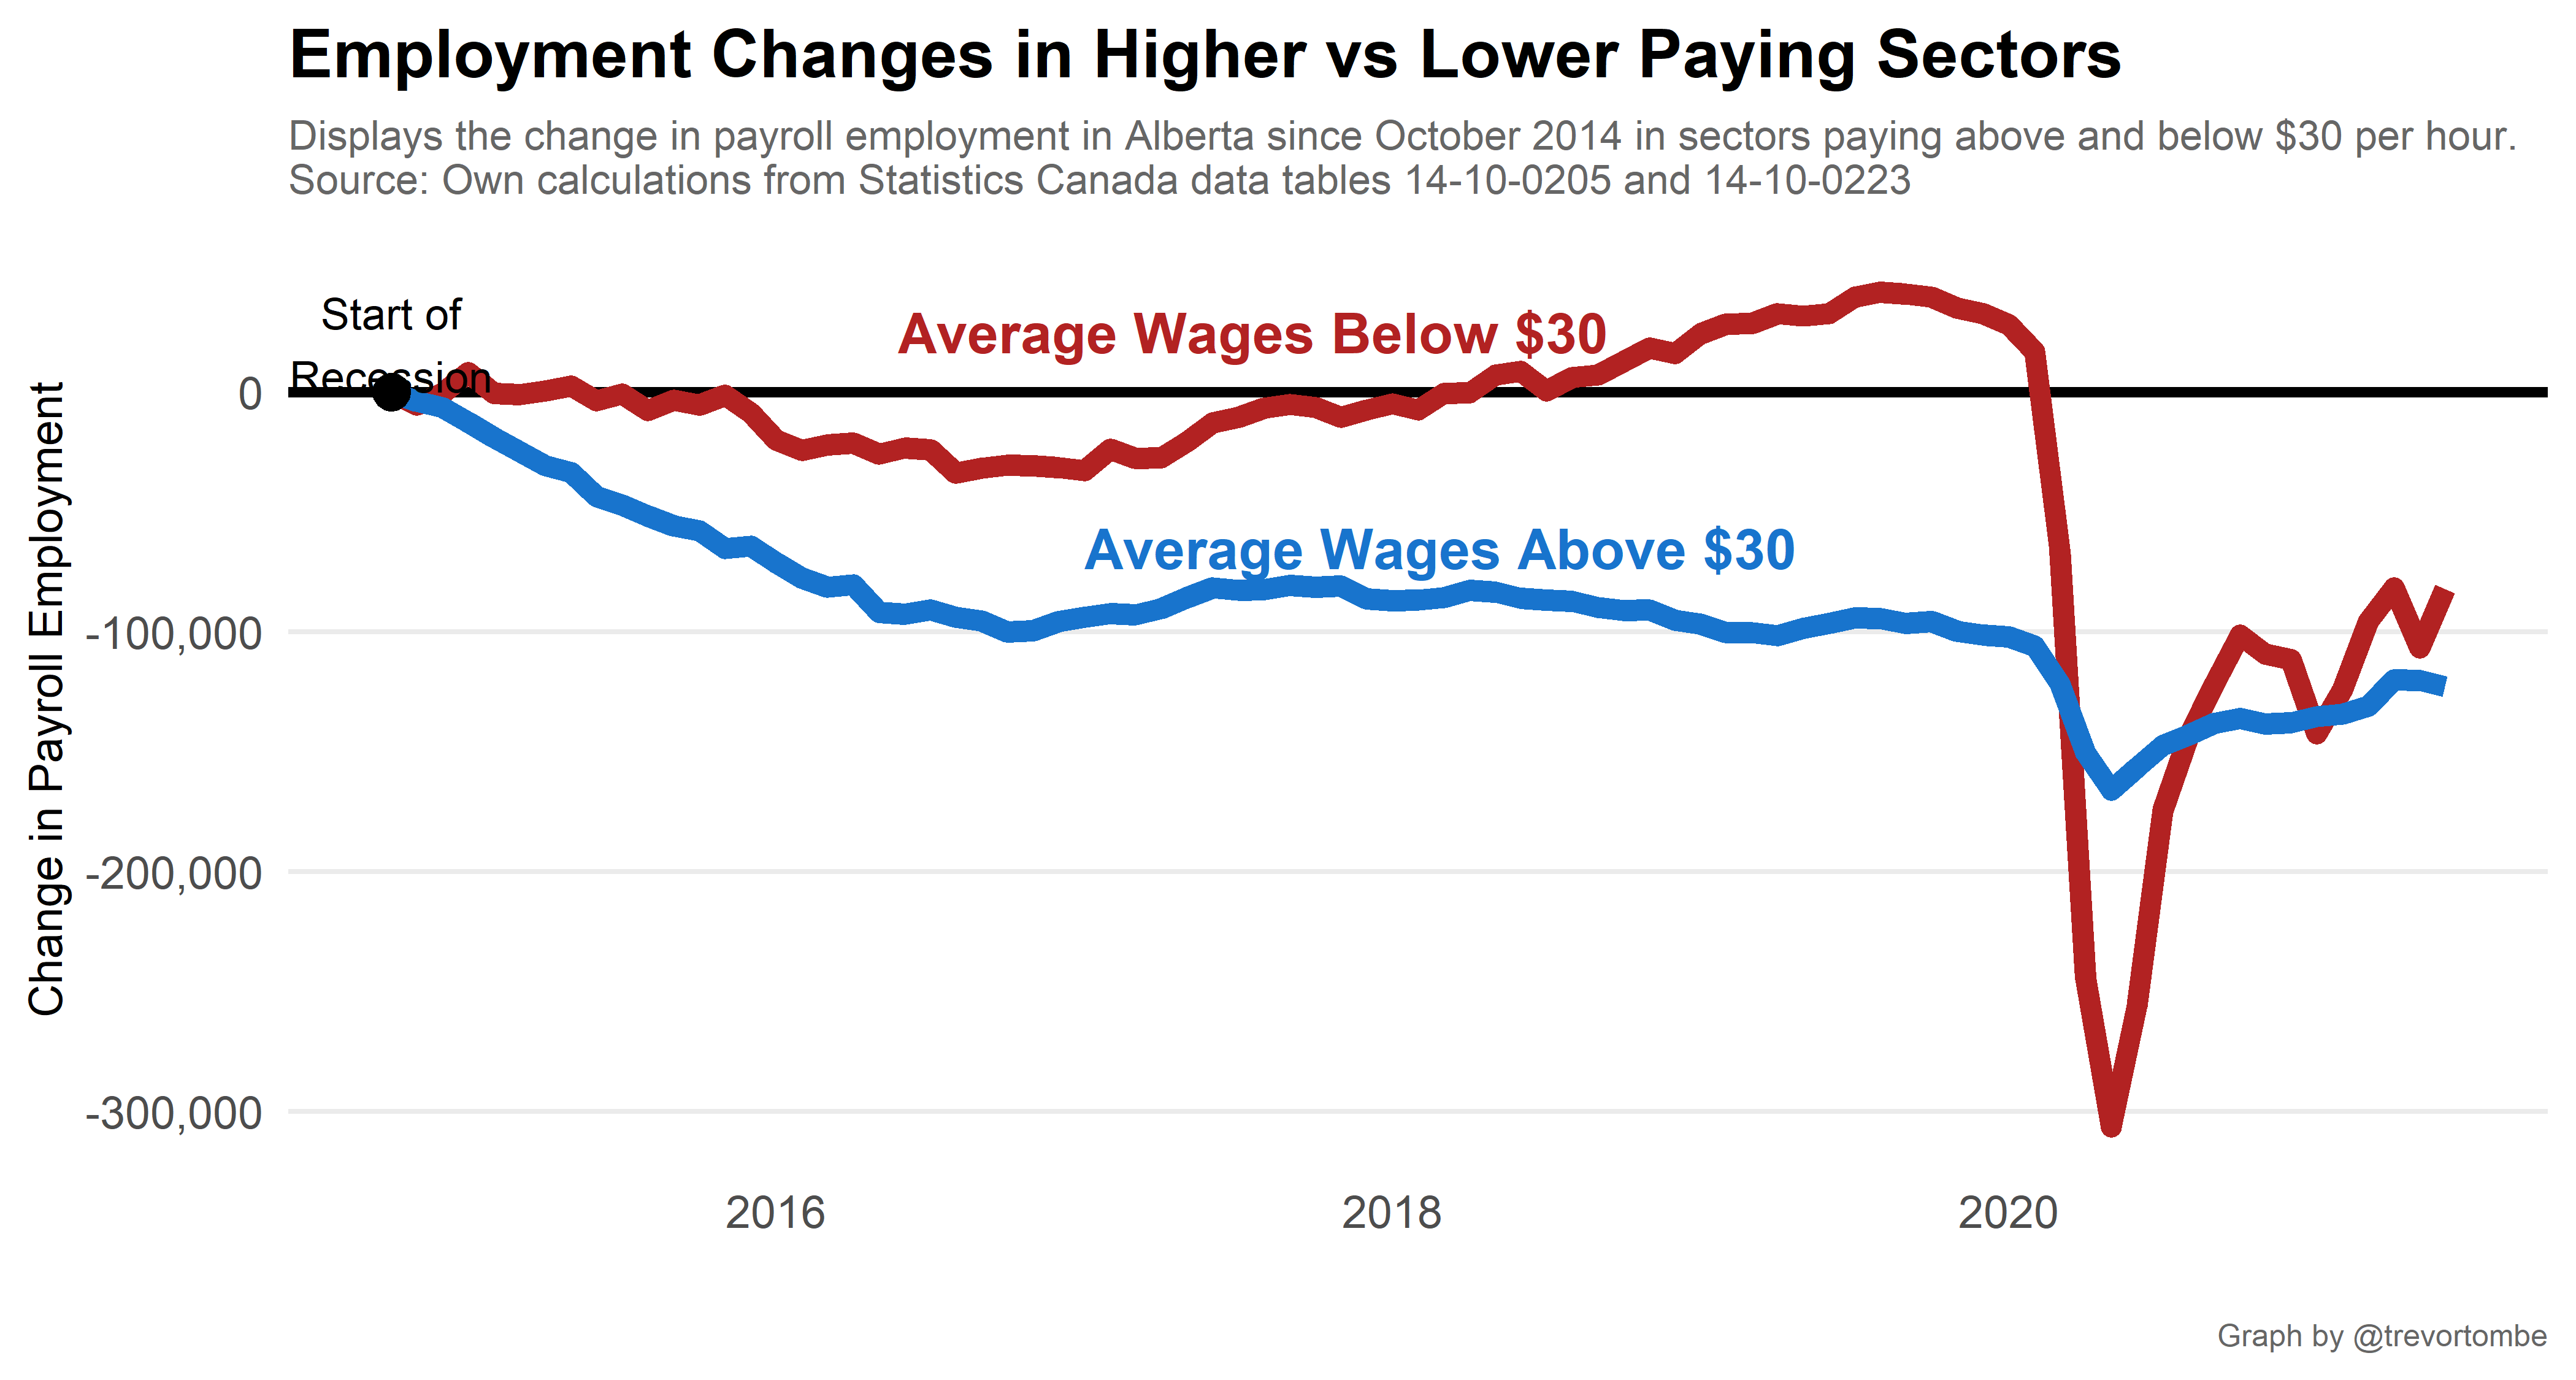 Employment Changes in Higher vs Lower Paying Sectors
Displays the change in payroll employment in Alberta since October 2014 in sectors paying above and below $30 per hour.
Source: Own calculations from Statistics Canada data tables 14-10-0205 and 14-10-0223
Start of
Recession
Average Wages Below $30
Average Wages Above $30
Change in Payroll Employment
0
-100,000
-200,000
-300,000
2016
2018
2020
Graph by @trevortombe